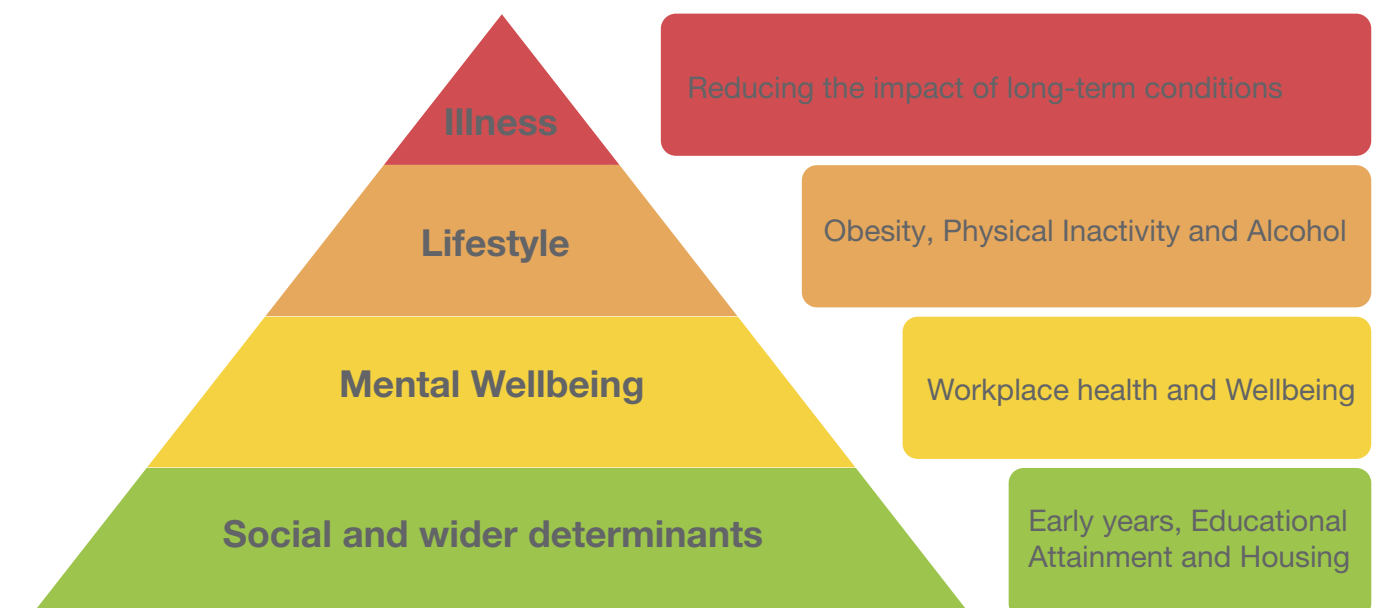 Illness
Reducing the impact of long-term conditions
Lifestyle
Obesity, Physical Inactivity and Alcohol
Mental Wellbeing
Workplace health and Wellbeing
Social and wider determinants
Early years, Educational
Attainment and Housing